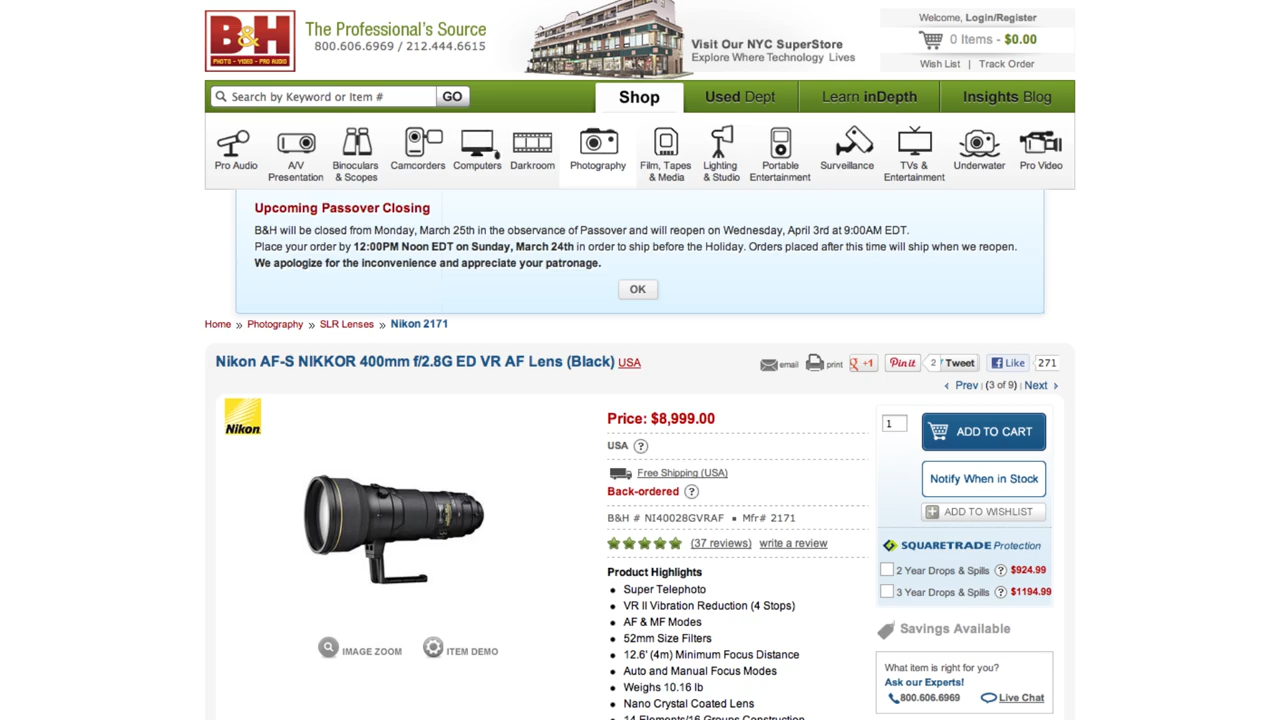 B&H
PHOTO - VIDEO - PRO AUDIO
The Professional's Source
800.606.6969 / 212.444.6615
Visit Our NYC SuperStore
Explore Where Technology Lives
Welcome, Login/Register
0 Items - $0.00
Wish List | Track Order
Search by Keyword or Item #
GO
Shop
Used Dept
Learn inDepth
Insights Blog
Pro Audio
A/V
Presentation
Binoculars
& Scopes
Camcorders
Computers
Darkroom
Photography
Film, Tapes
& Media
Lighting
& Studio
Portable
Entertainment
Surveillance
TVs &
Entertainment
Underwater
Pro Video
Upcoming Passover Closing
B&H will be closed from Monday, March 25th in the observance of Passover and will reopen on Wednesday, April 3rd at 9:00AM EDT.
Place your order by 12:00PM Noon EDT on Sunday, March 24th in order to ship before the Holiday. Orders placed after this time will ship when we reopen.
We apologize for the inconvenience and appreciate your patronage.
OK
Home » Photography » SLR Lenses » Nikon 2171
Nikon AF-S NIKKOR 400mm f/2.8G ED VR AF Lens (Black) USA
email
print
g +1
Pin it
2 Tweet
Like 271
‹ Prev | (3 of 9) | Next ›
Nikon
Price: $8,999.00
USA ?
Free Shipping (USA)
Back-ordered ?
B&H # NI40028GVRAF ▪ Mfr# 2171
(37 reviews) write a review
Product Highlights
• Super Telephoto
• VR II Vibration Reduction (4 Stops)
• AF & MF Modes
• 52mm Size Filters
• 12.6' (4m) Minimum Focus Distance
• Auto and Manual Focus Modes
• Weighs 10.16 lb
• Nano Crystal Coated Lens
• 14 Elements/16 Groups Construction
IMAGE ZOOM
ITEM DEMO
1
ADD TO CART
Notify When in Stock
ADD TO WISHLIST
SQUARETRADE Protection
2 Year Drops & Spills ? $924.99
3 Year Drops & Spills ? $1194.99
Savings Available
What item is right for you?
Ask our Experts!
800.606.6969
Live Chat